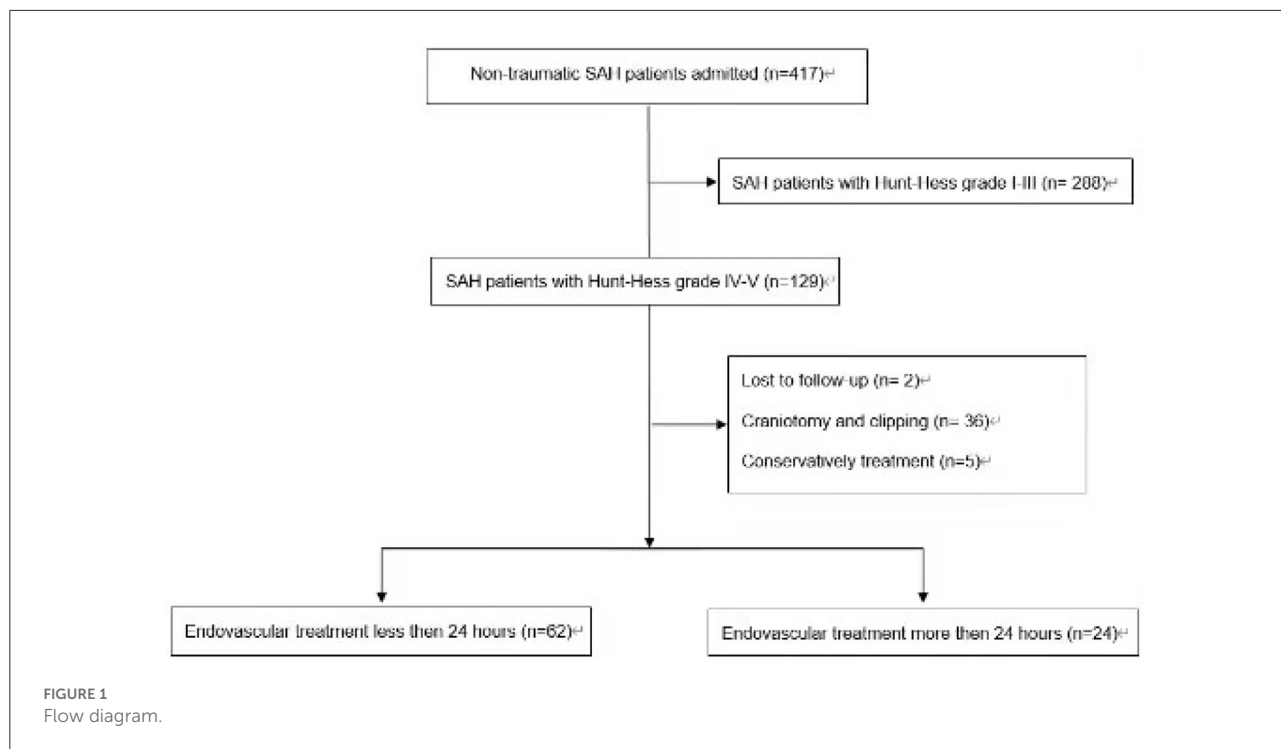 Non-traumatic SAH patients admitted (n=417)↵
SAH patients with Hunt-Hess grade I-III (n= 288)↵
SAH patients with Hunt-Hess grade IV-V (n=129)↵
Lost to follow-up (n= 2)↵
Craniotomy and clipping (n= 36)↵
Conservatively treatment (n=5)↵
Endovascular treatment less then 24 hours (n=62)↵
Endovascular treatment more then 24 hours (n=24)↵
FIGURE 1
Flow diagram.